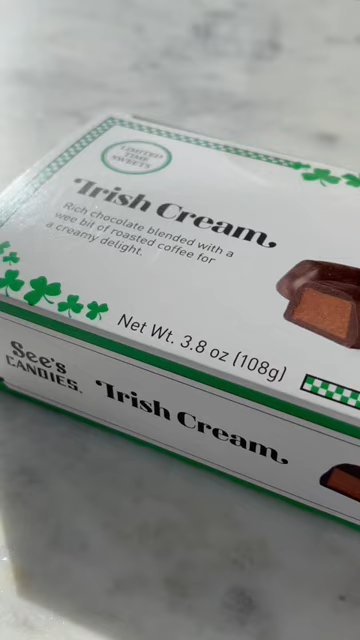 LIMITED
TIME
SWEETS
Irish Cream
Rich chocolate blended with a
wee bit of roasted coffee for
a creamy delight.
Net Wt. 3.8 oz (108g)
See's
CANDIES.
Irish Cream